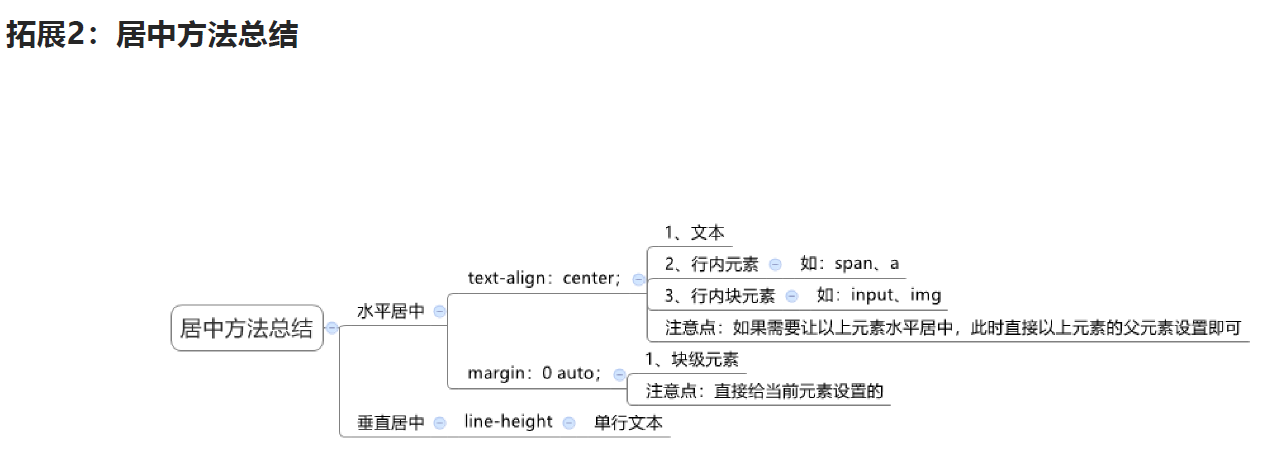 拓展2：居中方法总结
居中方法总结
水平居中
text-align：center；
1、文本
2、行内元素 如：span、a
3、行内块元素 如：input、img
注意点：如果需要让以上元素水平居中，此时直接以上元素的父元素设置即可
margin：0 auto；
1、块级元素
注意点：直接给当前元素设置的
垂直居中 line-height 单行文本